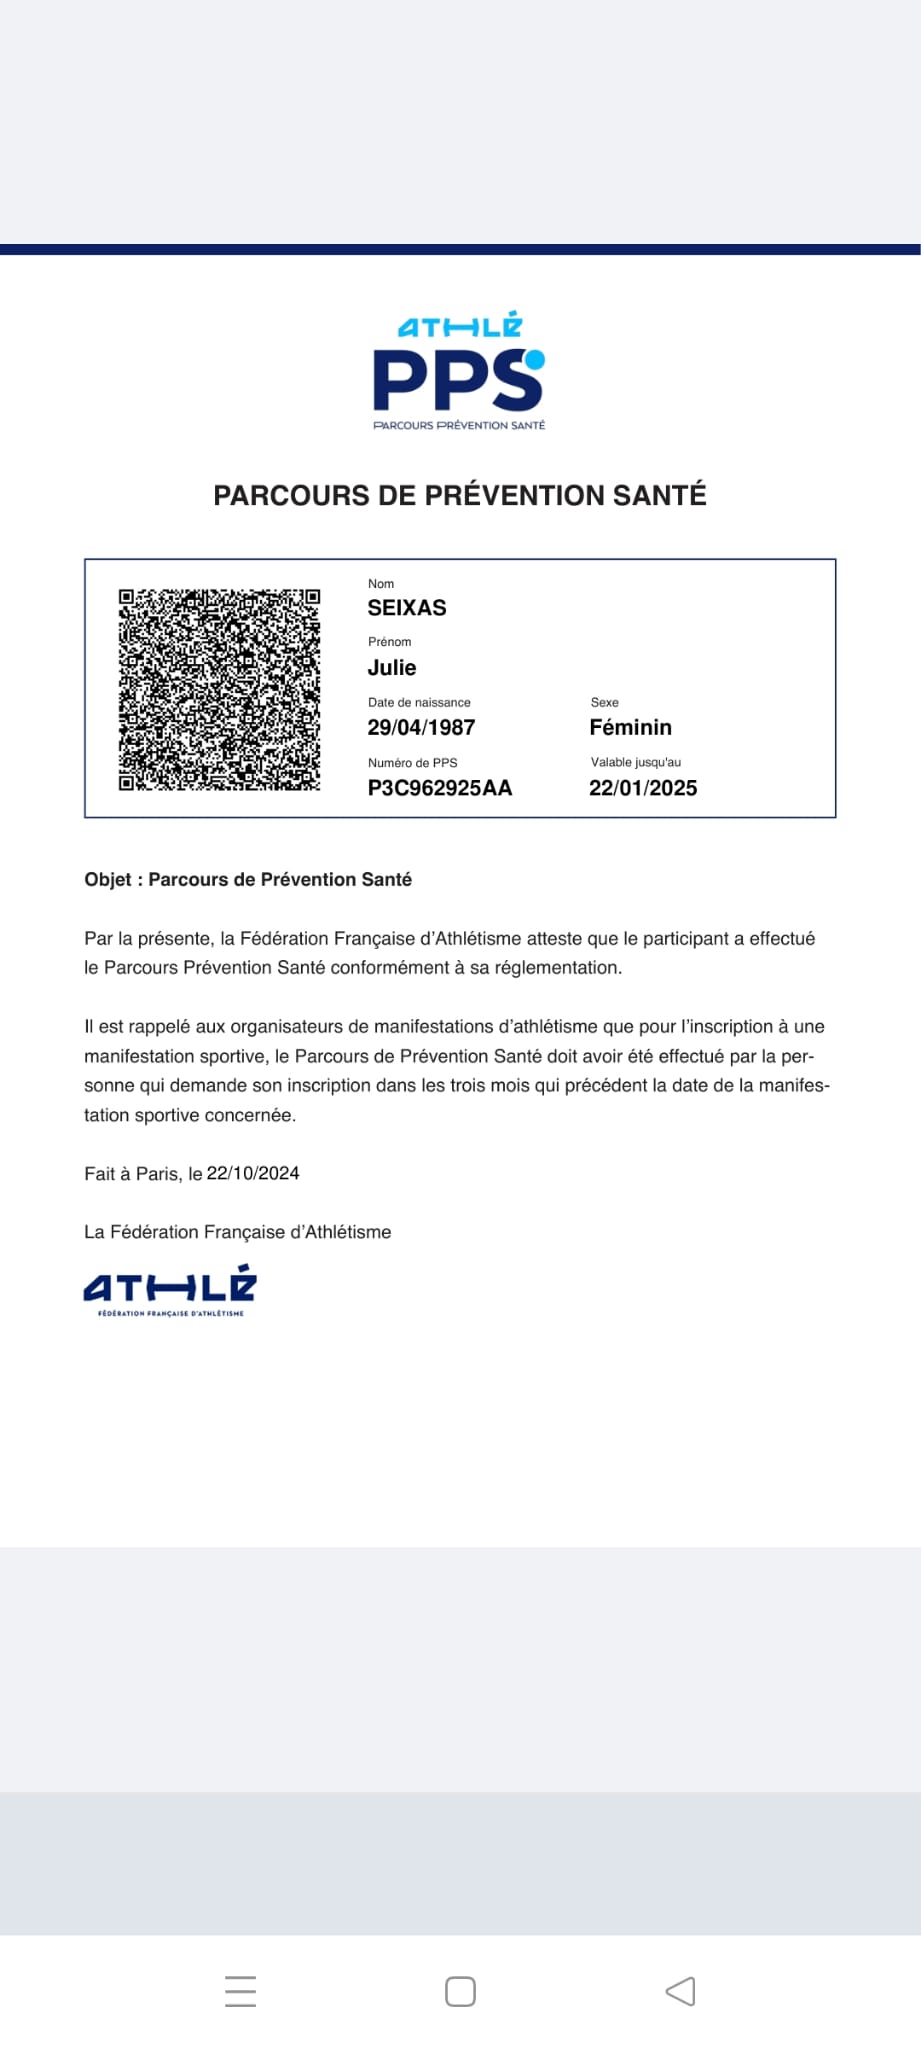 ATHLÉ
PPS
PARCOURS PRÉVENTION SANTÉ
PARCOURS DE PRÉVENTION SANTÉ
Nom
SEIXAS
Prénom
Julie
Date de naissance
29/04/1987
Sexe
Féminin
Numéro de PPS
P3C962925AA
Valable jusqu'au
22/01/2025
Objet : Parcours de Prévention Santé
Par la présente, la Fédération Française d’Athlétisme atteste que le participant a effectué
le Parcours Prévention Santé conformément à sa réglementation.
Il est rappelé aux organisateurs de manifestations d’athlétisme que pour l’inscription à une
manifestation sportive, le Parcours de Prévention Santé doit avoir été effectué par la per-
sonne qui demande son inscription dans les trois mois qui précédent la date de la manifes-
tation sportive concernée.
Fait à Paris, le 22/10/2024
La Fédération Française d’Athlétisme
ATHLÉ
FÉDÉRATION FRANÇAISE D'ATHLÉTISME